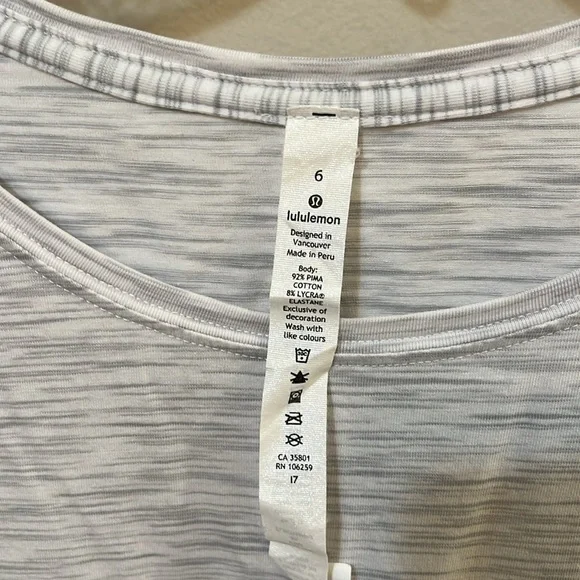 6
lululemon
Designed in
Vancouver
Made in Peru
Body:
92% PIMA
COTTON
8% LYCRA®
ELASTANE
Exclusive of
decoration
Wash with
like colours
CA 35801
RN 106259
17